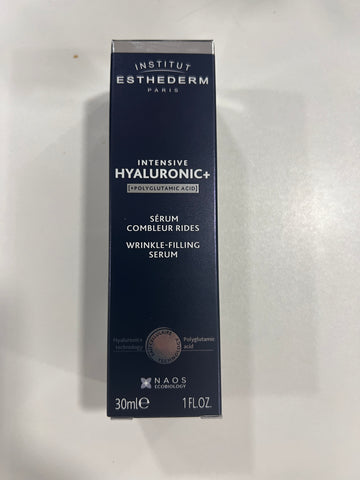 INSTITUT
ESTHEDERM
PARIS
INTENSIVE
HYALURONIC+
[+POLYGLUTAMIC ACID]
SÉRUM
COMBLEUR RIDES
WRINKLE-FILLING
SERUM
Hyaluronic+ Polyglutamic
technology acid
NAOS
ECOBIOLOGY
30ml℮ 1 FL.OZ.